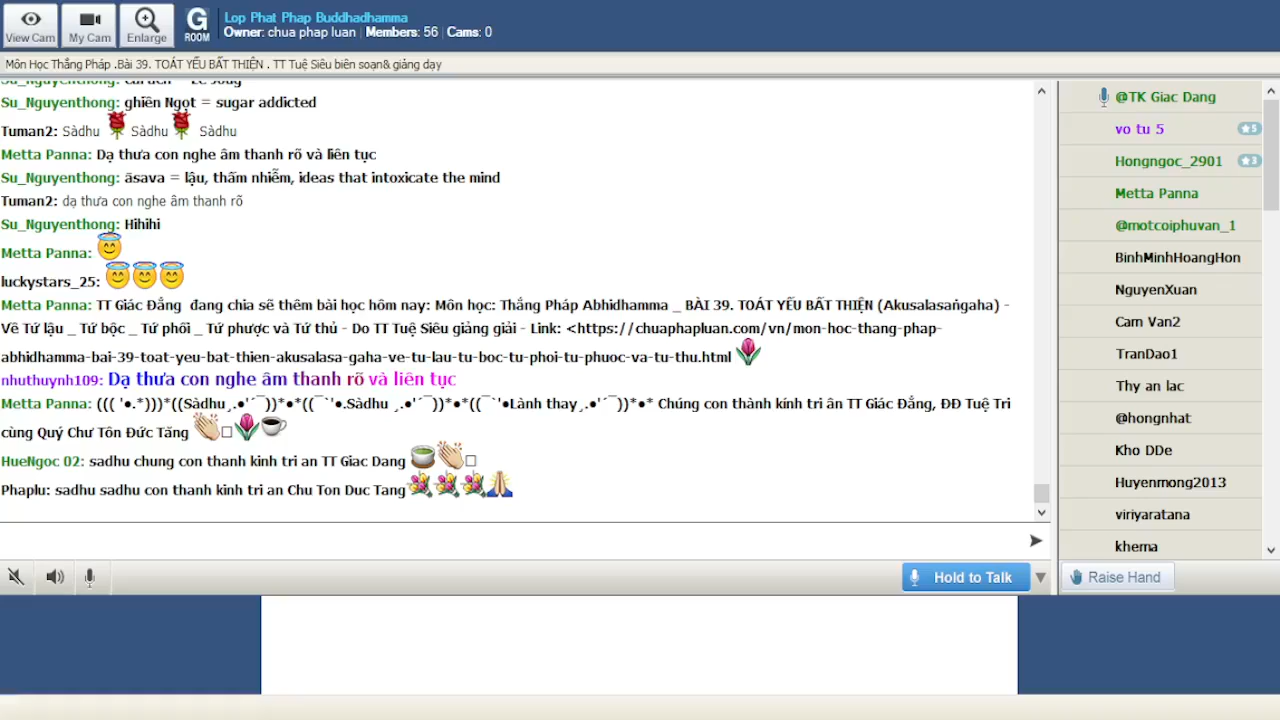 View Cam
My Cam
Enlarge
G
ROOM
Lop Phat Phap Buddhadhamma
Owner: chua phap luan | Members: 56 | Cams: 0
Môn Học Thắng Pháp .Bài 39. TOÁT YẾU BẤT THIỆN . TT Tuệ Siêu biên soạn& giảng dạy
Su_Nguyenthong:
Su_Nguyenthong: ghiền Ngọt = sugar addicted
Tuman2: Sàdhu Sàdhu Sàdhu
Metta Panna: Dạ thưa con nghe âm thanh rõ và liên tục
Su_Nguyenthong: āsava = lậu, thấm nhiễm, ideas that intoxicate the mind
Tuman2: dạ thưa con nghe âm thanh rõ
Su_Nguyenthong: Hihihi
Metta Panna:
luckystars_25:
Metta Panna: TT Giác Đẳng đang chia sẽ thêm bài học hôm nay: Môn học: Thắng Pháp Abhidhamma _ BÀI 39. TOÁT YẾU BẤT THIỆN (Akusalasaṅgaha) -
Về Tứ lậu _ Tứ bộc _ Tứ phối _ Tứ phược và Tứ thủ - Do TT Tuệ Siêu giảng giải - Link: <https://chuaphapluan.com/vn/mon-hoc-thang-phap-
abhidhamma-bai-39-toat-yeu-bat-thien-akusalasa-gaha-ve-tu-lau-tu-boc-tu-phoi-tu-phuoc-va-tu-thu.html
nhuthuynh109: Dạ thưa con nghe âm thanh rõ và liên tục
Metta Panna: ((( '•.*)))*((Sàdhu¸.•'´¯))*•*((¯`'•.Sàdhu ¸.•'´¯))*•*((¯`'•Lành thay¸.•'´¯))*•* Chúng con thành kính tri ân TT Giác Đẳng, ĐĐ Tuệ Tri
cùng Quý Chư Tôn Đức Tăng
HueNgoc 02: sadhu chung con thanh kinh tri an TT Giac Dang
Phaplu: sadhu sadhu con thanh kinh tri an Chu Ton Duc Tang
@TK Giac Dang
vo tu 5
5
Hongngoc_2901
3
Metta Panna
@motcoiphuvan_1
BinhMinhHoangHon
NguyenXuan
Cam Van2
TranDao1
Thy an lac
@hongnhat
Kho DDe
Huyenmong2013
viriyaratana
khema
Hold to Talk
Raise Hand